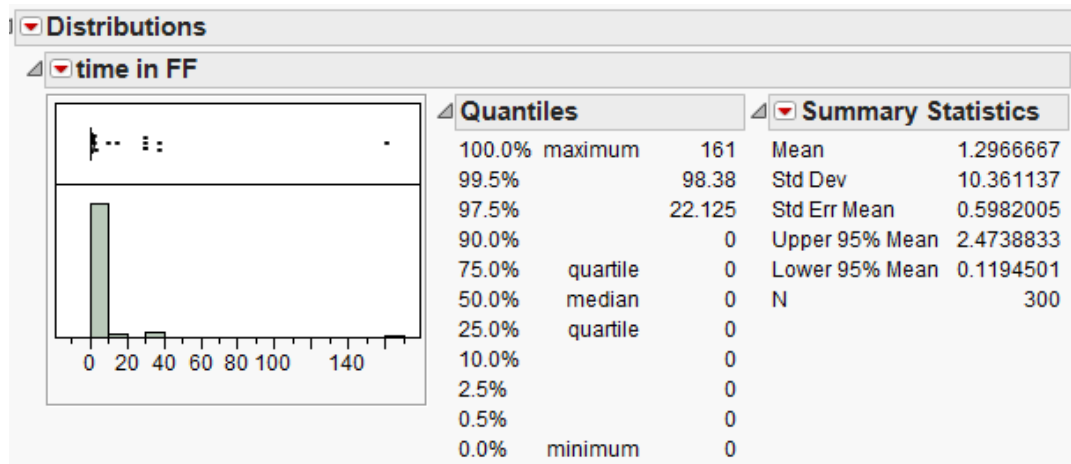 Distributions
time in FF
0 20 40 60 80 100 140
Quantiles
100.0% maximum 161
99.5% 98.38
97.5% 22.125
90.0% 0
75.0% quartile 0
50.0% median 0
25.0% quartile 0
10.0% 0
2.5% 0
0.5% 0
0.0% minimum 0
Summary Statistics
Mean 1.2966667
Std Dev 10.361137
Std Err Mean 0.5982005
Upper 95% Mean 2.4738833
Lower 95% Mean 0.1194501
N 300